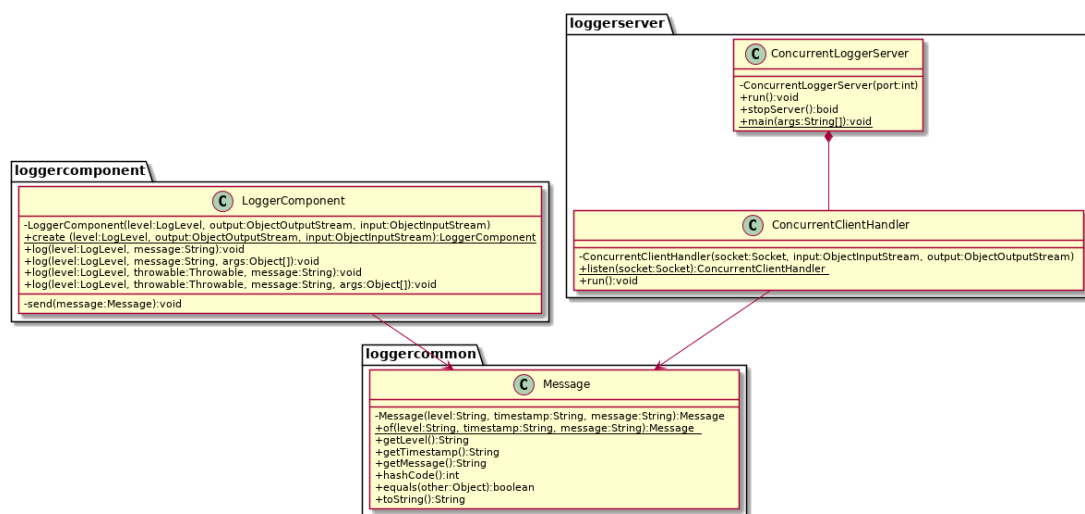 loggerserver
C ConcurrentLoggerServer
-ConcurrentLoggerServer(port:int)
+run():void
+stopServer():boid
+main(args:String[]):void
loggercomponent
C LoggerComponent
-LoggerComponent(level:LogLevel, output:ObjectOutputStream, input:ObjectInputStream)
+create (level:LogLevel, output:ObjectOutputStream, input:ObjectInputStream):LoggerComponent
+log(level:LogLevel, message:String):void
+log(level:LogLevel, message:String, args:Object[]):void
+log(level:LogLevel, throwable:Throwable, message:String):void
+log(level:LogLevel, throwable:Throwable, message:String, args:Object[]):void
-send(message:Message):void
C ConcurrentClientHandler
-ConcurrentClientHandler(socket:Socket, input:ObjectInputStream, output:ObjectOutputStream)
+listen(socket:Socket):ConcurrentClientHandler
+run():void
loggercommon
C Message
-Message(level:String, timestamp:String, message:String):Message
+of(level:String, timestamp:String, message:String):Message
+getLevel():String
+getTimestamp():String
+getMessage():String
+hashCode():int
+equals(other:Object):boolean
+toString():String